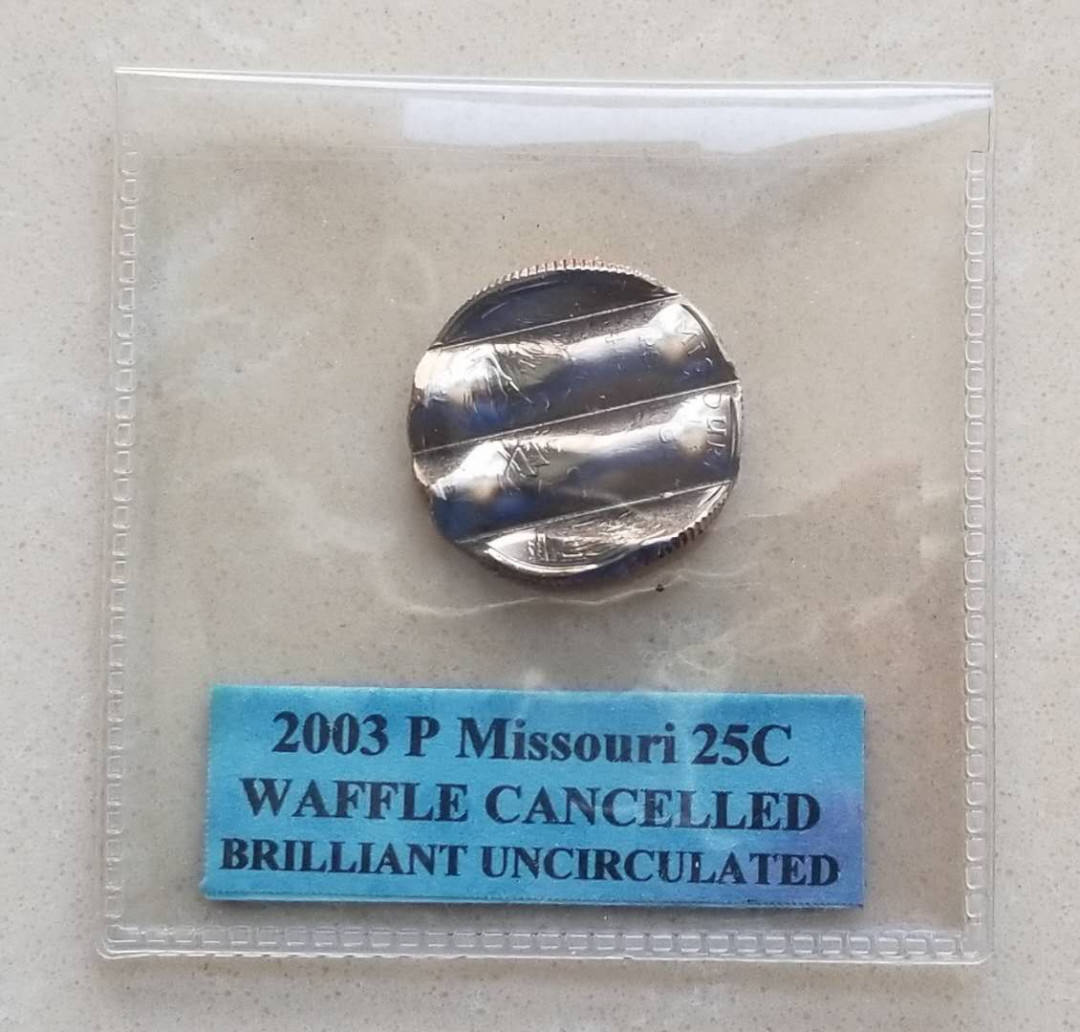 2003 P Missouri 25C
WAFFLE CANCELLED
BRILLIANT UNCIRCULATED